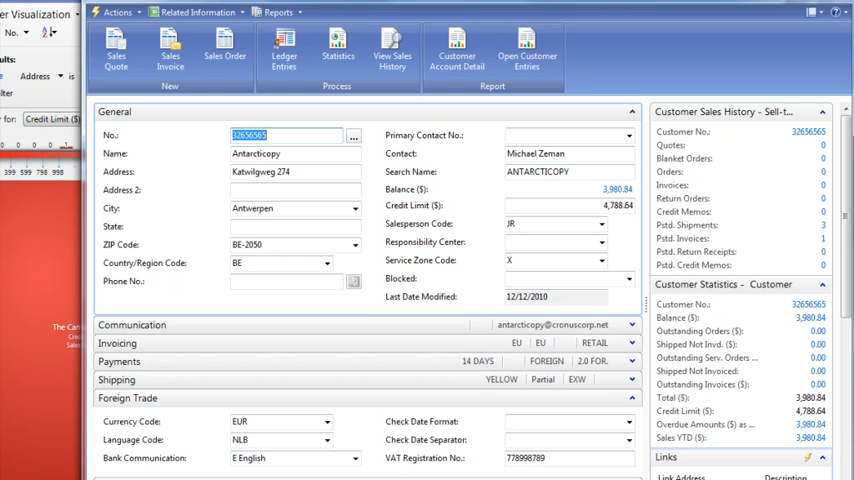 er Visualization
No.
ults:
Address is
ilter
r for: Credit Limit ($)
0 0 0 0 1
399 599 798 998
The Can
Cred
Sales
Actions Related Information Reports
Sales Quote
Sales Invoice
Sales Order
New
Ledger Entries
Statistics
View Sales History
Process
Customer Account Detail
Open Customer Entries
Report
General
No.: 32656565 ...
Name: Antarcticopy
Address: Katwilgweg 274
Address 2:
City: Antwerpen
State:
ZIP Code: BE-2050
Country/Region Code: BE
Phone No.:
Primary Contact No.:
Contact: Michael Zeman
Search Name: ANTARCTICOPY
Balance ($): 3,980.84
Credit Limit ($): 4,788.64
Salesperson Code: JR
Responsibility Center:
Service Zone Code: X
Blocked:
Last Date Modified: 12/12/2010
Communication antarcticopy@cronuscorp.net
Invoicing EU EU RETAIL
Payments 14 DAYS FOREIGN 2.0 FOR.
Shipping YELLOW Partial EXW
Foreign Trade
Currency Code: EUR
Language Code: NLB
Bank Communication: E English
Check Date Format:
Check Date Separator:
VAT Registration No.: 778998789
Customer Sales History - Sell-t...
Customer No.: 32656565
Quotes: 0
Blanket Orders: 0
Orders: 0
Invoices: 0
Return Orders: 0
Credit Memos: 0
Pstd. Shipments: 3
Pstd. Invoices: 1
Pstd. Return Receipts: 0
Pstd. Credit Memos: 0
Customer Statistics - Customer
Customer No.: 32656565
Balance ($): 3,980.84
Outstanding Orders ($): 0.00
Shipped Not Invd. ($): 0.00
Outstanding Serv. Orders ... 0.00
Shipped Not Invoiced: 0.00
Outstanding Invoices ($): 0.00
Total ($): 3,980.84
Credit Limit ($): 4,788.64
Overdue Amounts ($) as ... 3,980.84
Sales YTD ($): 3,980.84
Links
Link Address Description